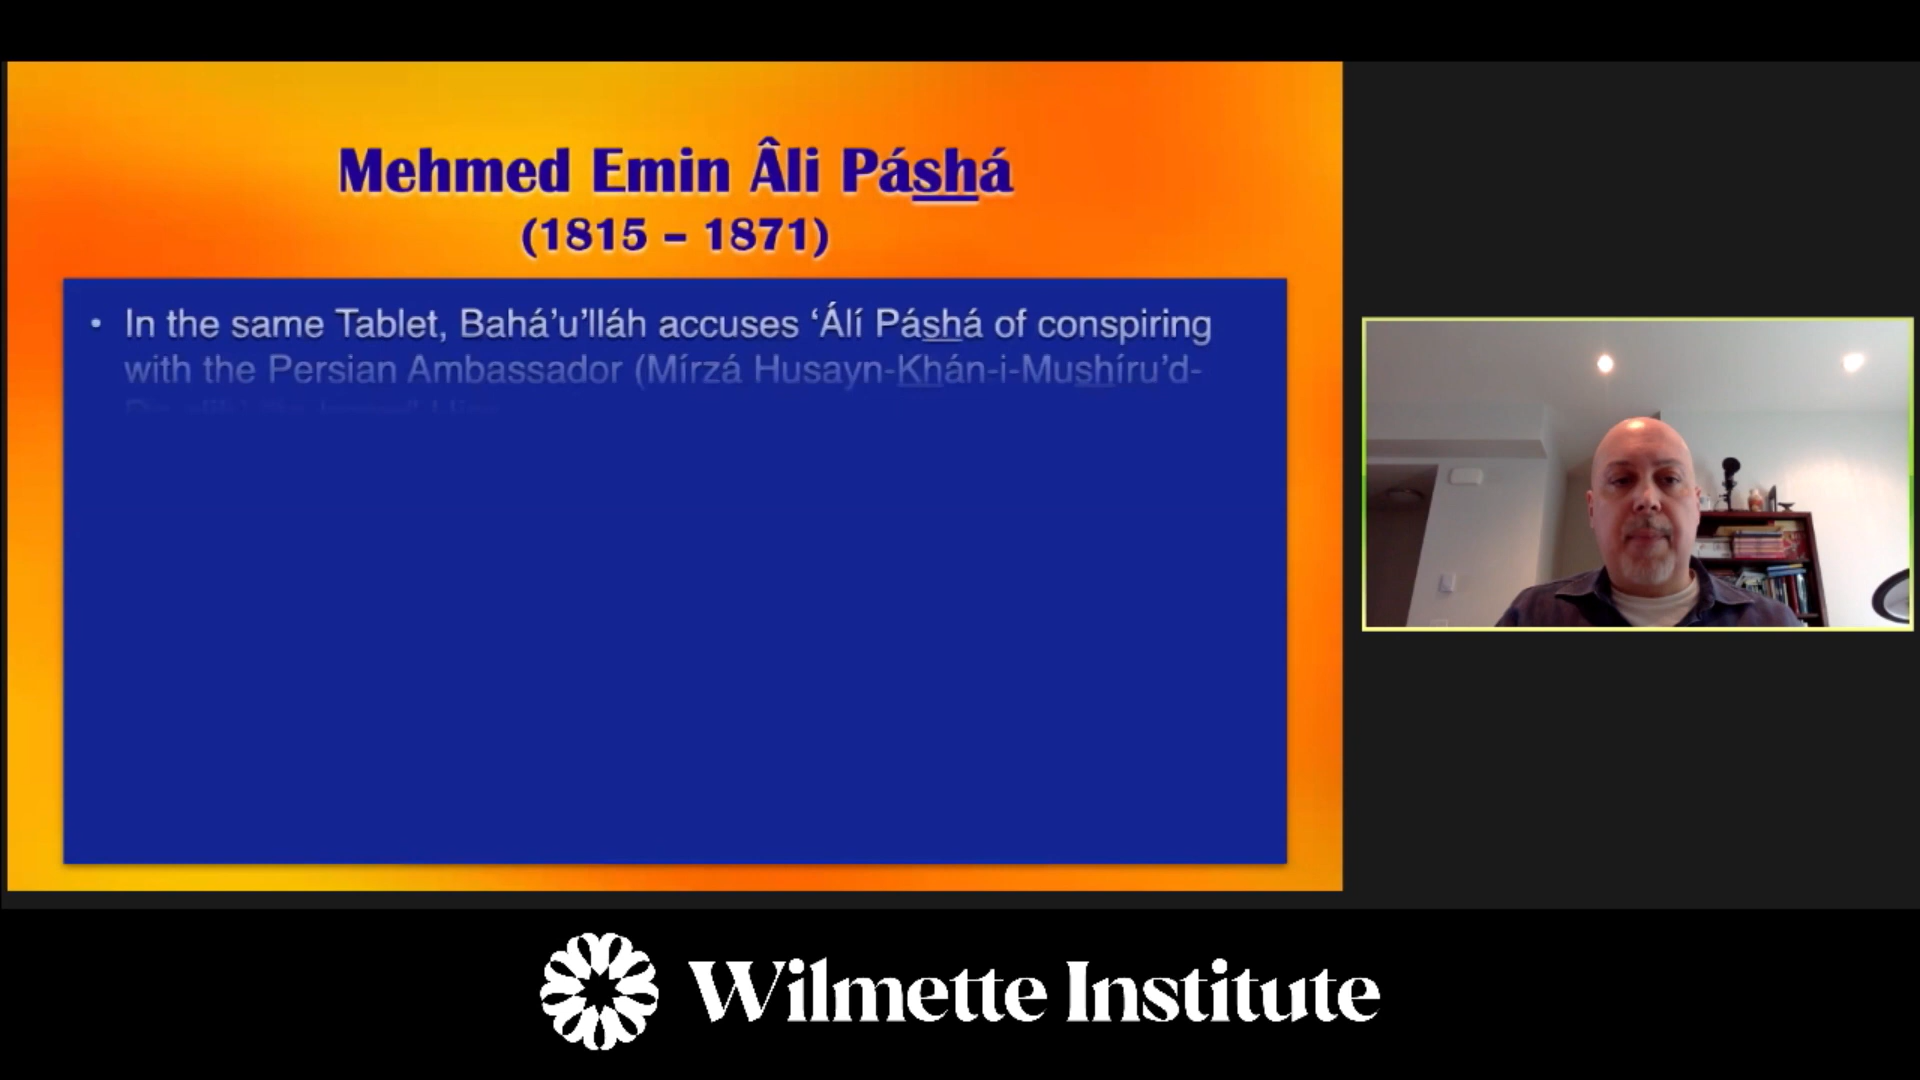 Mehmed Emin Âli Páshá
(1815 – 1871)
• In the same Tablet, Bahá’u’lláh accuses ‘Álí Páshá of conspiring
with the Persian Ambassador (Mírzá Husayn-Khán-i-Mushíru’d-
Wilmette Institute